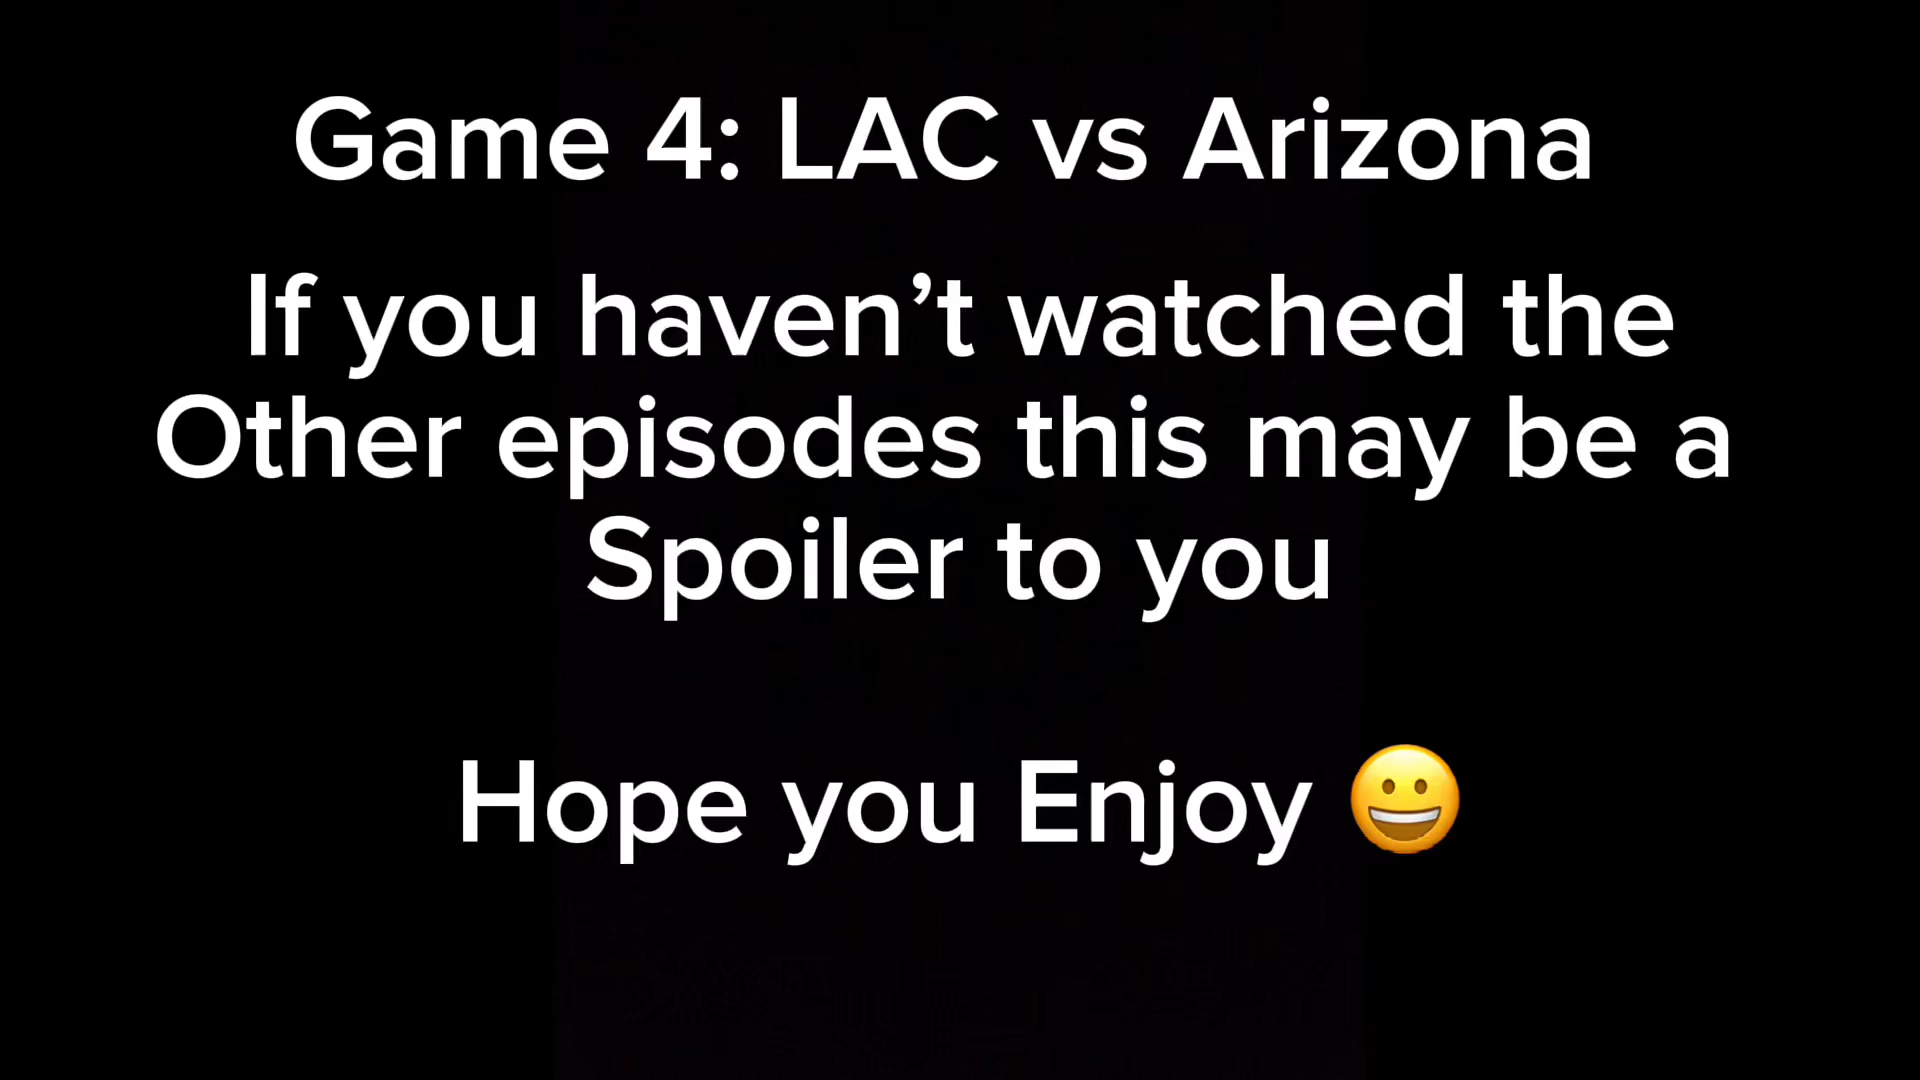 Game 4: LAC vs Arizona
If you haven’t watched the
Other episodes this may be a
Spoiler to you
Hope you Enjoy 😀